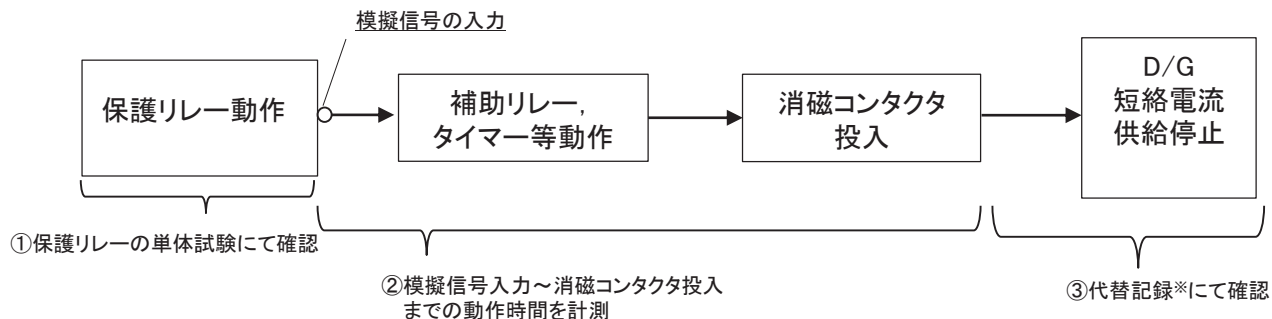 模擬信号の入力
保護リレー動作
補助リレー,
タイマー等動作
消磁コンタクタ
投入
D/G
短絡電流
供給停止
①保護リレーの単体試験にて確認
②模擬信号入力～消磁コンタクタ投入
までの動作時間を計測
③代替記録※にて確認